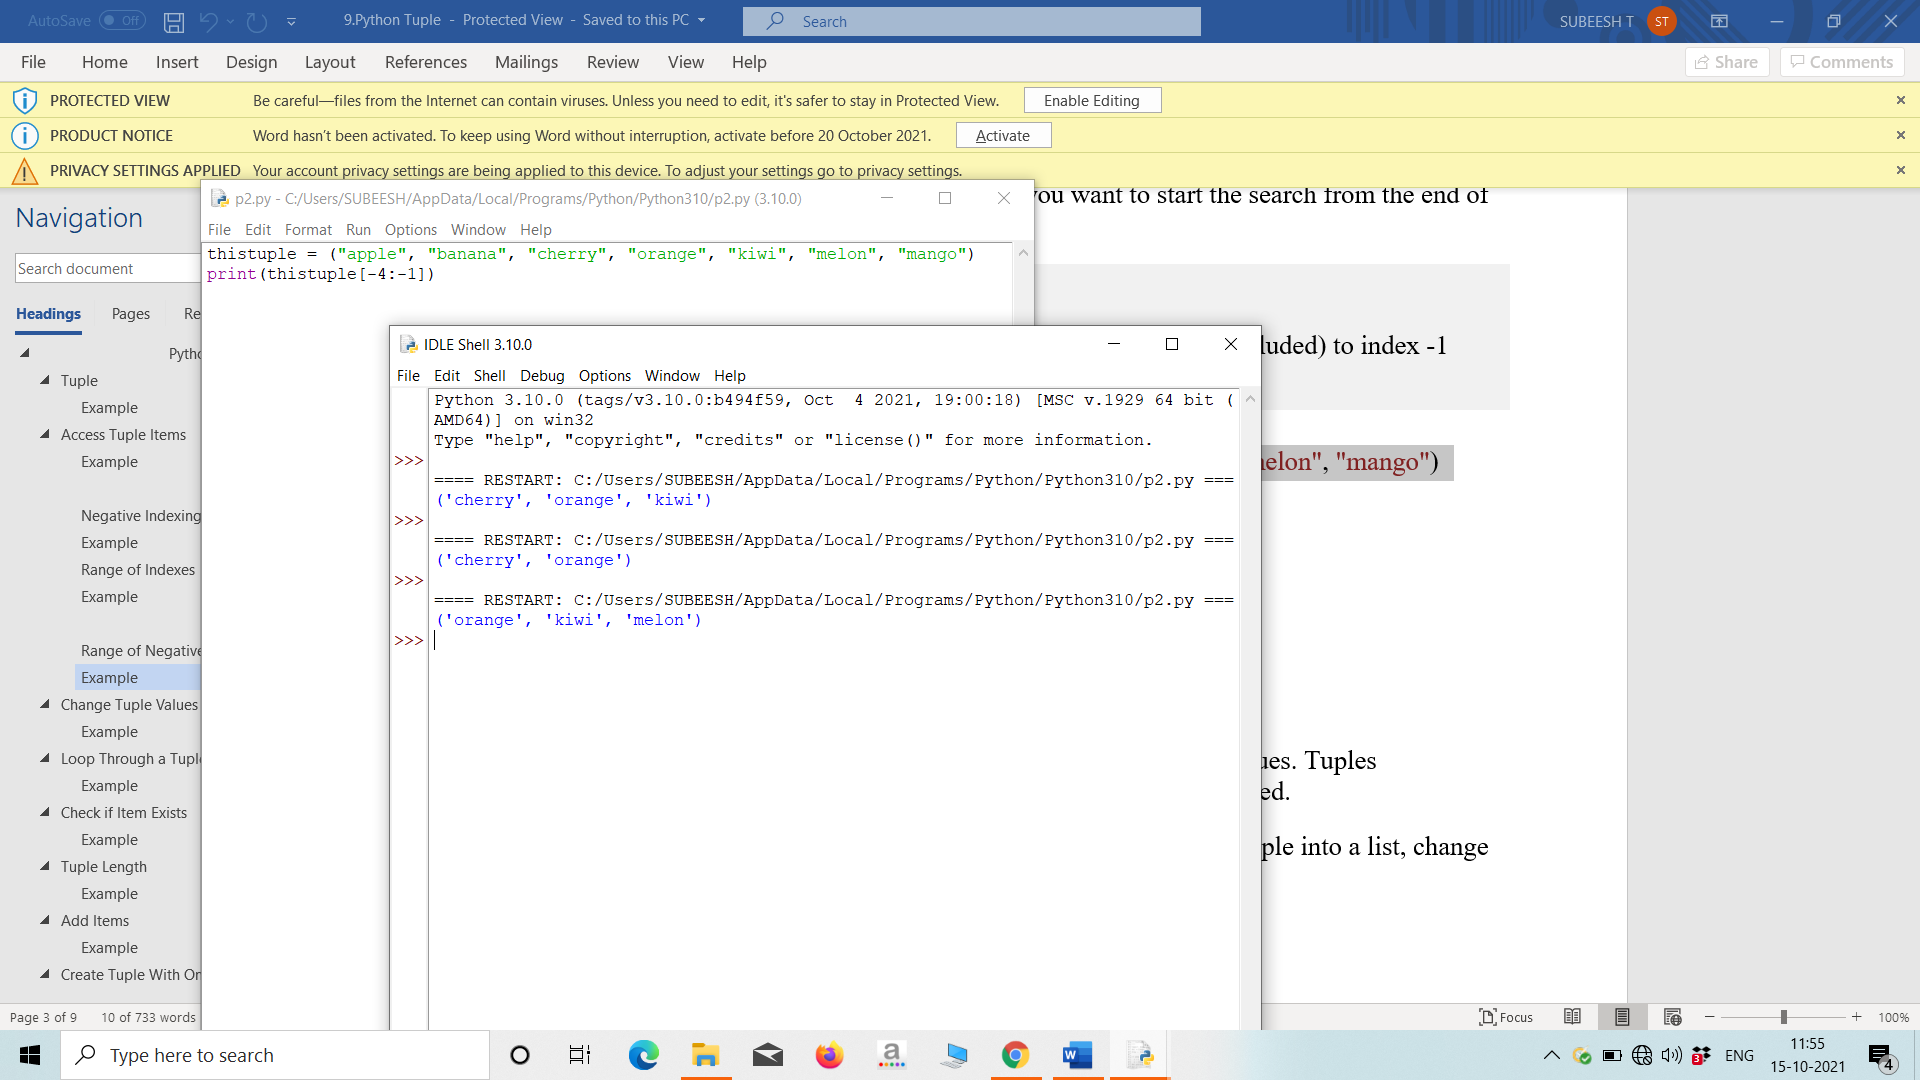 AutoSave Off
9.Python Tuple - Protected View - Saved to this PC
Search
SUBEESH T ST
File Home Insert Design Layout References Mailings Review View Help Share Comments
PROTECTED VIEW Be careful—files from the Internet can contain viruses. Unless you need to edit, it's safer to stay in Protected View. Enable Editing
PRODUCT NOTICE Word hasn't been activated. To keep using Word without interruption, activate before 20 October 2021. Activate
PRIVACY SETTINGS APPLIED Your account privacy settings are being applied to this device. To adjust your settings go to privacy settings.
Navigation
Search document
Headings Pages Re
Pytho
Tuple
Example
Access Tuple Items
Example
Negative Indexing
Example
Range of Indexes
Example
Range of Negative
Example
Change Tuple Values
Example
Loop Through a Tuple
Example
Check if Item Exists
Example
Tuple Length
Example
Add Items
Example
Create Tuple With On
p2.py - C:/Users/SUBEESH/AppData/Local/Programs/Python/Python310/p2.py (3.10.0)
File Edit Format Run Options Window Help
thistuple = ("apple", "banana", "cherry", "orange", "kiwi", "melon", "mango")
print(thistuple[-4:-1])
IDLE Shell 3.10.0
File Edit Shell Debug Options Window Help
Python 3.10.0 (tags/v3.10.0:b494f59, Oct  4 2021, 19:00:18) [MSC v.1929 64 bit (
AMD64)] on win32
Type "help", "copyright", "credits" or "license()" for more information.
>>>
==== RESTART: C:/Users/SUBEESH/AppData/Local/Programs/Python/Python310/p2.py ===
('cherry', 'orange', 'kiwi')
>>>
==== RESTART: C:/Users/SUBEESH/AppData/Local/Programs/Python/Python310/p2.py ===
('cherry', 'orange')
>>>
==== RESTART: C:/Users/SUBEESH/AppData/Local/Programs/Python/Python310/p2.py ===
('orange', 'kiwi', 'melon')
>>>
you want to start the search from the end of
luded) to index -1
melon", "mango")
ues. Tuples
ed.
ple into a list, change
Page 3 of 9 10 of 733 words
Focus
100%
Type here to search
a
W
3
ENG
11:55
15-10-2021
4